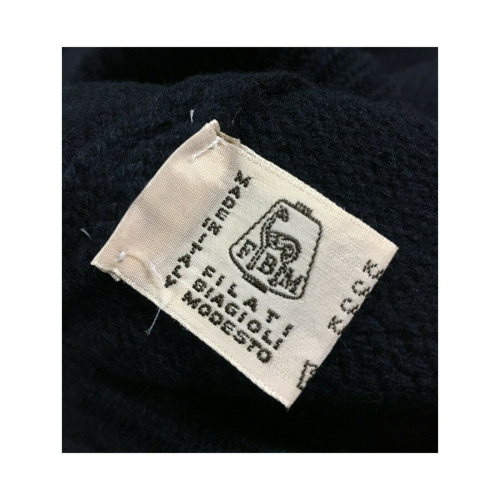 FBM
MADE IN ITALY
FILATI
BIAGIOLI
MODESTO